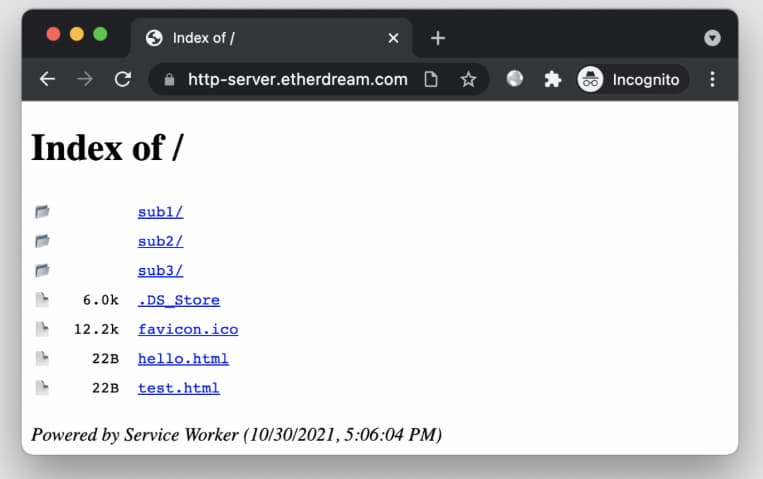 Index of /
http-server.etherdream.com
Incognito
Index of /
sub1/
sub2/
sub3/
6.0k .DS_Store
12.2k favicon.ico
22B hello.html
22B test.html
Powered by Service Worker (10/30/2021, 5:06:04 PM)